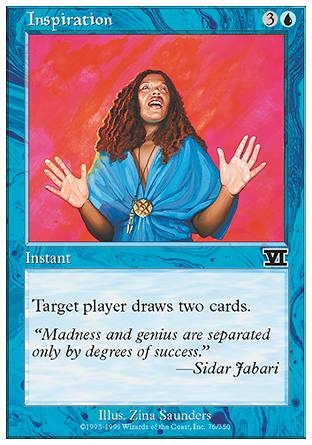 Inspiration 3
Instant VI
Target player draws two cards.
“Madness and genius are separated
only by degrees of success.”
—Sidar Jabari
Illus. Zina Saunders
©1993-1999 Wizards of the Coast, Inc. 76/350